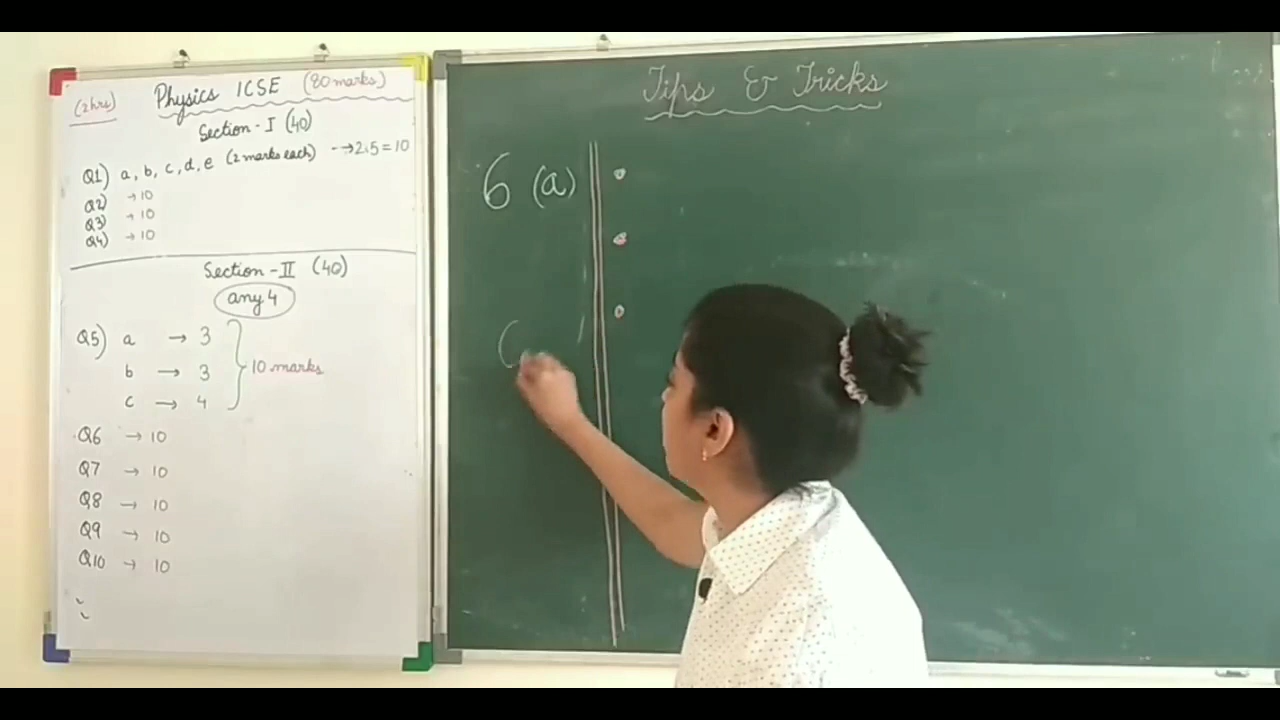 (2hrs) Physics ICSE (80 marks)
Section-I (40)
Q1) a, b, c, d, e (2 marks each) → 2.5 = 10
Q2) → 10
Q3) → 10
Q4) → 10
Section-II (40)
any 4
Q5) a → 3
b → 3
c → 4
10 marks
Q6 → 10
Q7 → 10
Q8 → 10
Q9 → 10
Q10 → 10
Tips & Tricks
6 (a)